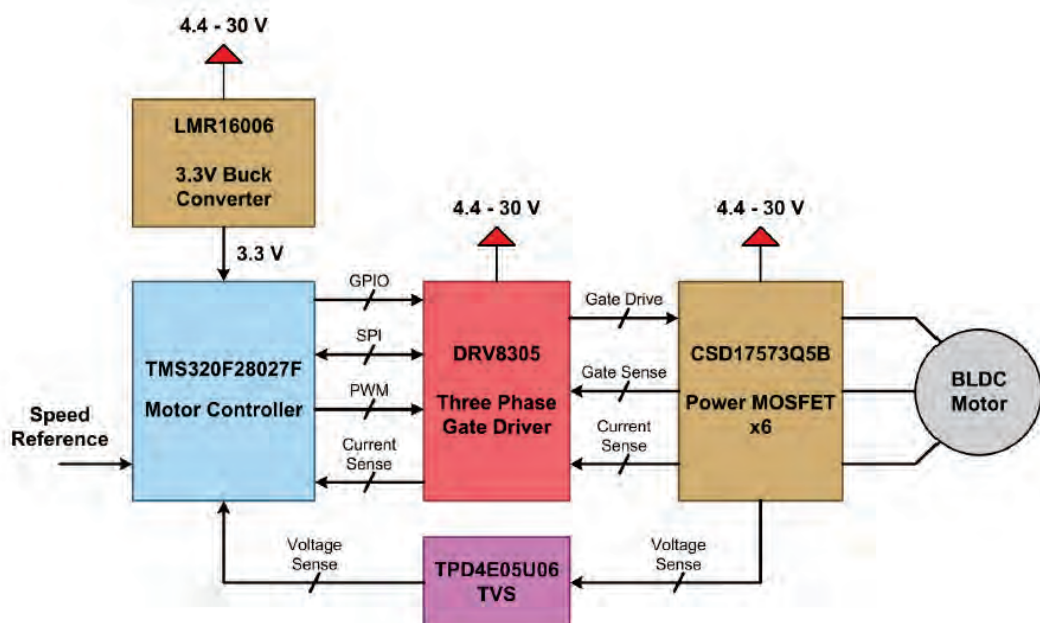 4.4 - 30 V
LMR16006
3.3V Buck
Converter
3.3 V
4.4 - 30 V
4.4 - 30 V
TMS320F28027F
Motor Controller
Speed
Reference
GPIO
SPI
PWM
Current
Sense
DRV8305
Three Phase
Gate Driver
Gate Drive
Gate Sense
Current
Sense
CSD17573Q5B
Power MOSFET
x6
BLDC
Motor
Voltage
Sense
TPD4E05U06
TVS
Voltage
Sense